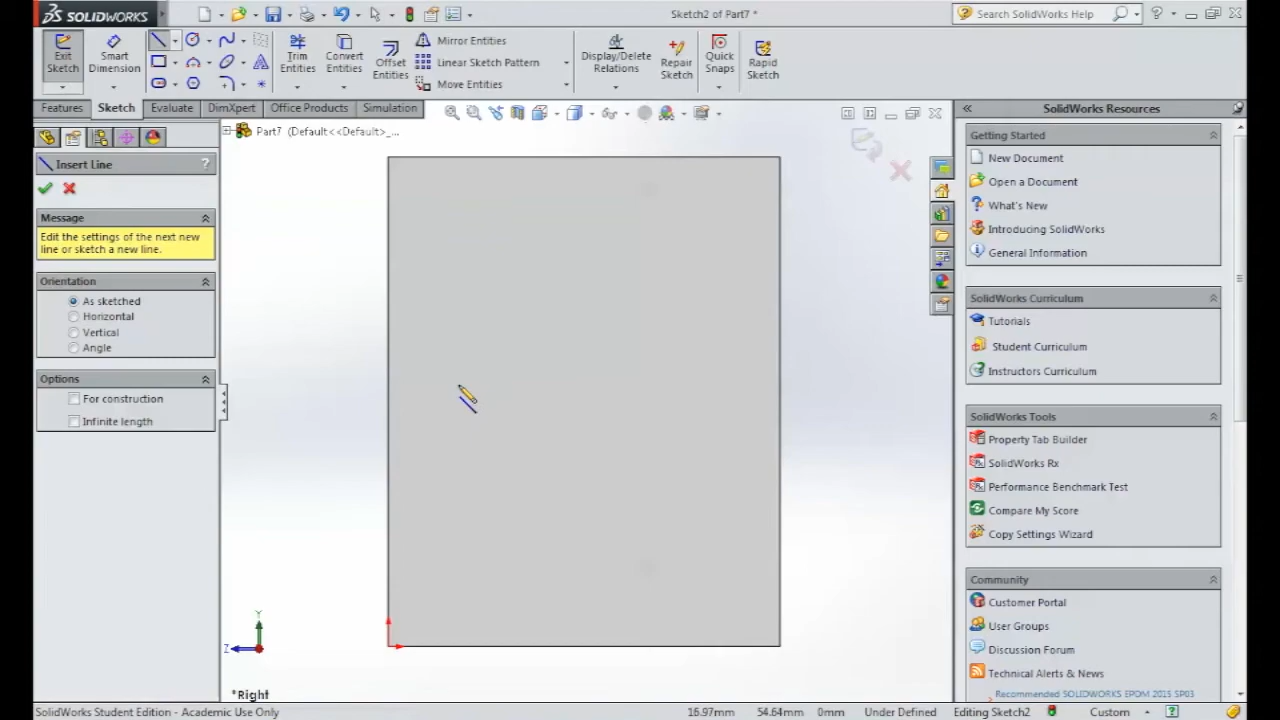 SOLIDWORKS
Sketch2 of Part7 *
Search SolidWorks Help
Exit Sketch
Smart Dimension
Trim Entities
Convert Entities
Offset Entities
Mirror Entities
Linear Sketch Pattern
Move Entities
Display/Delete Relations
Repair Sketch
Quick Snaps
Rapid Sketch
Features
Sketch
Evaluate
DimXpert
Office Products
Simulation
Part7 (Default<<Default>_...
Insert Line
?
Message
Edit the settings of the next new
line or sketch a new line.
Orientation
As sketched
Horizontal
Vertical
Angle
Options
For construction
Infinite length
Y
Z
*Right
SolidWorks Resources
Getting Started
New Document
Open a Document
What's New
Introducing SolidWorks
General Information
SolidWorks Curriculum
Tutorials
Student Curriculum
Instructors Curriculum
SolidWorks Tools
Property Tab Builder
SolidWorks Rx
Performance Benchmark Test
Compare My Score
Copy Settings Wizard
Community
Customer Portal
User Groups
Discussion Forum
Technical Alerts & News
Recommended SOLIDWORKS EPDM 2015 SP03
SolidWorks Student Edition - Academic Use Only
16.97mm
54.64mm
0mm
Under Defined
Editing Sketch2
Custom